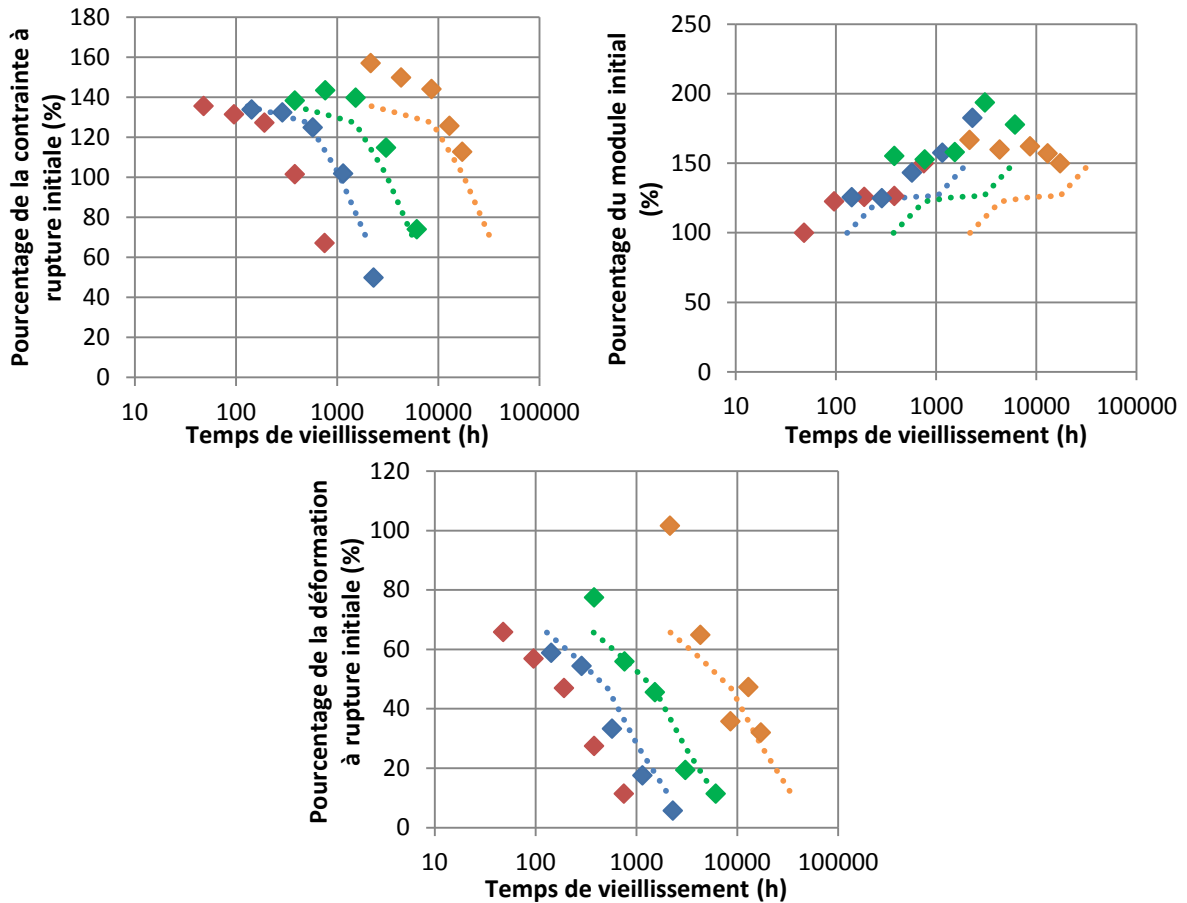 Pourcentage de la contrainte à
rupture initiale (%)
180
160
140
120
100
80
60
40
20
0
10 100 1000 10000 100000
Temps de vieillissement (h)
Pourcentage du module initial
(%)
250
200
150
100
50
0
10 100 1000 10000 100000
Temps de vieillissement (h)
Pourcentage de la déformation
à rupture initiale (%)
120
100
80
60
40
20
0
10 100 1000 10000 100000
Temps de vieillissement (h)